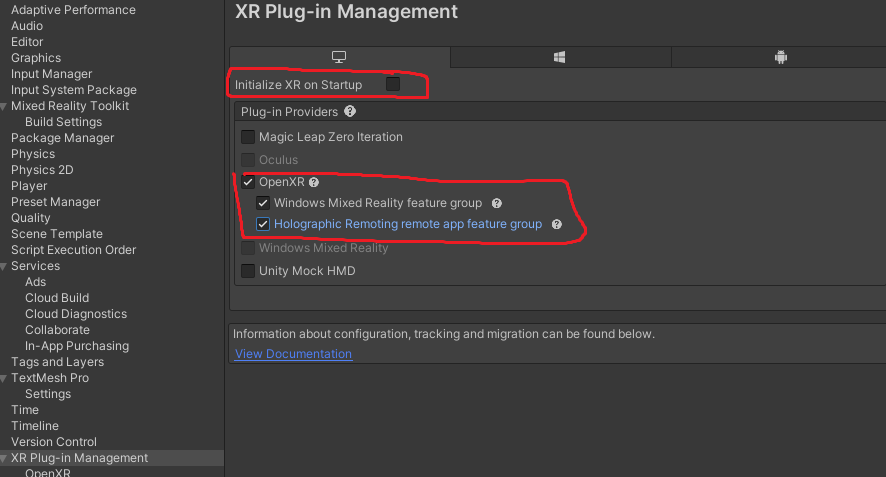 Adaptive Performance
Audio
Editor
Graphics
Input Manager
Input System Package
Mixed Reality Toolkit
Build Settings
Package Manager
Physics
Physics 2D
Player
Preset Manager
Quality
Scene Template
Script Execution Order
Services
Ads
Cloud Build
Cloud Diagnostics
Collaborate
In-App Purchasing
Tags and Layers
TextMesh Pro
Settings
Time
Timeline
Version Control
XR Plug-in Management
OpenXR
XR Plug-in Management
Initialize XR on Startup
Plug-in Providers
Magic Leap Zero Iteration
Oculus
OpenXR
Windows Mixed Reality feature group
Holographic Remoting remote app feature group
Windows Mixed Reality
Unity Mock HMD
Information about configuration, tracking and migration can be found below.
View Documentation